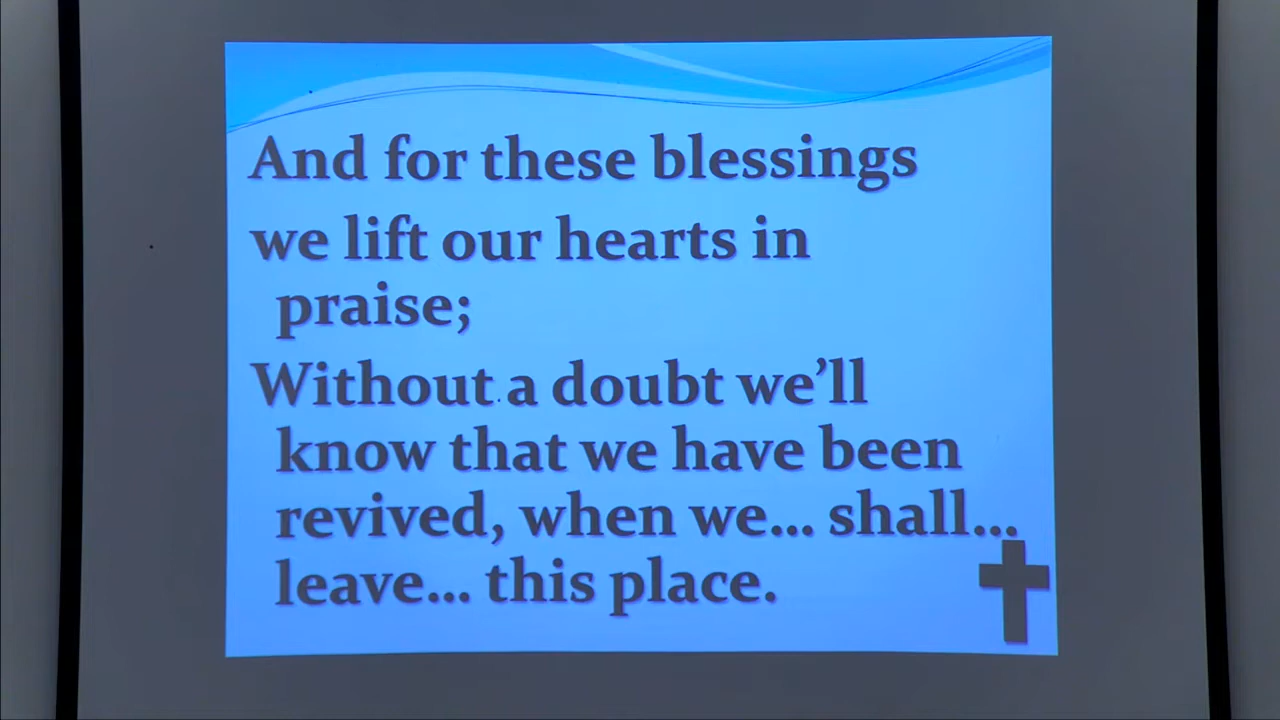 And for these blessings
we lift our hearts in
praise;
Without a doubt we’ll
know that we have been
revived, when we... shall...
leave... this place.